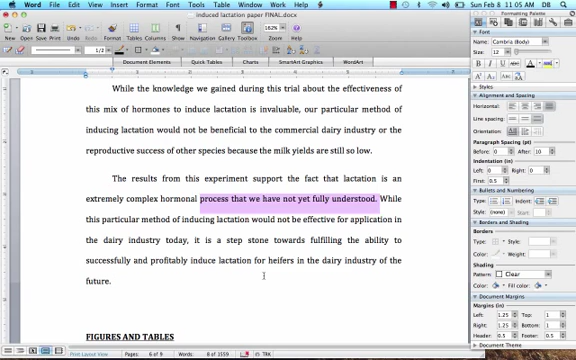 Word File Edit View Insert Format Font Tools Table Window Work Help Sun Feb 8 11:05 AM DB
induced lactation paper FINAL.docx
Formatting Palette
New Open Save Print Undo Redo Format Tables Columns Show Navigation Gallery Toolbox Zoom Help
162%
1/2
Document Elements Quick Tables Charts SmartArt Graphics WordArt
While the knowledge we gained during this trial about the effectiveness of
this mix of hormones to induce lactation is invaluable, our particular method of
inducing lactation would not be beneficial to the commercial dairy industry or the
reproductive success of other species because the milk yields are still so low.
The results from this experiment support the fact that lactation is an
extremely complex hormonal process that we have not yet fully understood. While
this particular method of inducing lactation would not be effective for application in
the dairy industry today, it is a step stone towards fulfilling the ability to
successfully and profitably induce lactation for heifers in the dairy industry of the
future.
FIGURES AND TABLES
Font
Name: Cambria (Body)
Size: 12
Styles
Alignment and Spacing
Horizontal:
Line spacing:
Orientation:
Paragraph Spacing (pt)
Before: 0 After: 10
Indentation (in)
Left: 0 Right: 0
First: 0.5
Bullets and Numbering
Type: Indent:
Style: (none) Start:
Borders and Shading
Borders
Type: Style:
Color: Weight:
Shading
Pattern: Clear
Color: Fill color:
Document Margins
Left: 1.25 Top: 1
Right: 1.25 Bottom: 1
Header: 0.5 Footer: 0.5
Document Theme
Print Layout View Pages: 6 of 9 Words: 8 of 1559 TRK